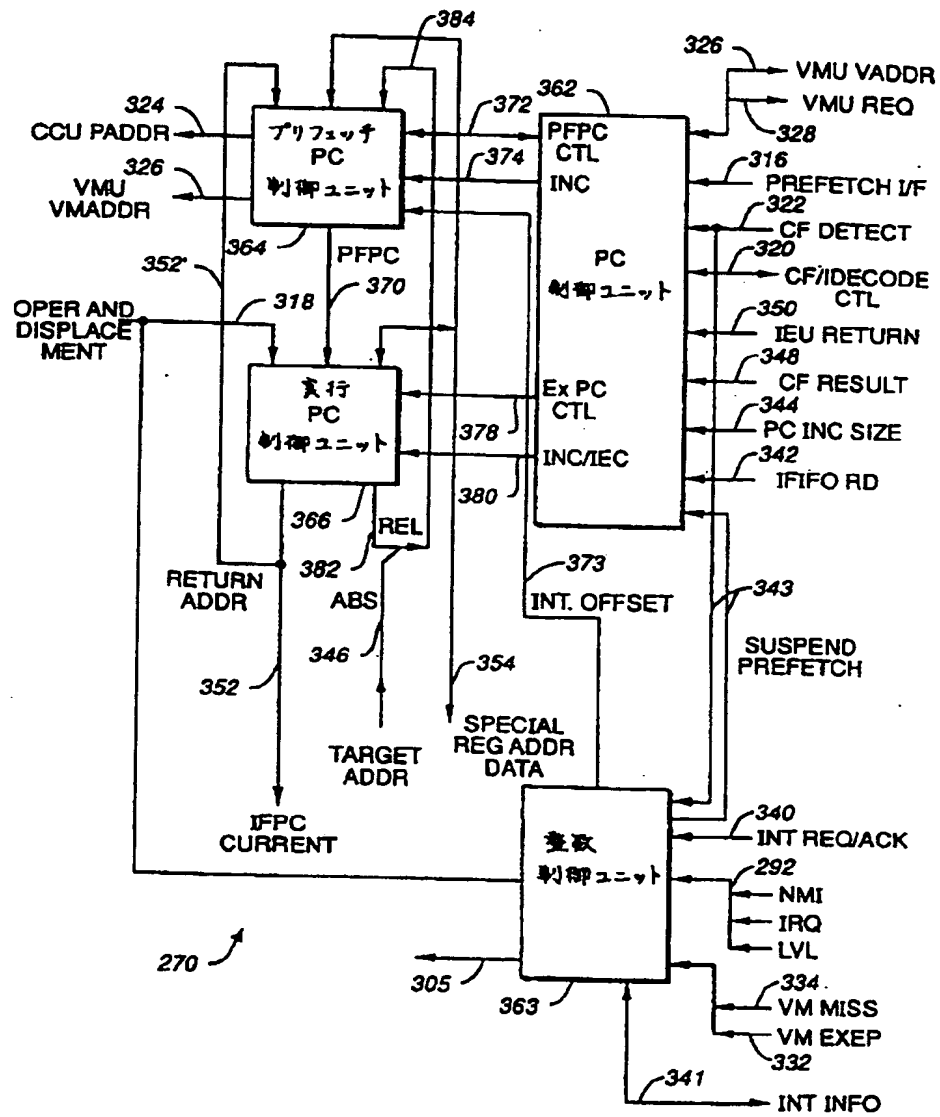 384
326
VMU VADDR
VMU REQ
328
324
CCU PADDR
326
VMU
VMADDR
プリフェッチ
PC
制御ユニット
364
372
374
362
PFPC
CTL
INC
PC
制御ユニット
Ex PC
CTL
INC/IEC
316
PREFETCH I/F
322
CF DETECT
320
CF/IDECODE
CTL
350
IEU RETURN
348
CF RESULT
344
PC INC SIZE
342
IFIFO RD
352'
PFPC
370
318
OPER AND
DISPLACE
MENT
実行
PC
制御ユニット
366
378
380
REL
382
RETURN
ADDR
ABS
346
352
TARGET
ADDR
IFPC
CURRENT
373
INT. OFFSET
354
SPECIAL
REG ADDR
DATA
343
SUSPEND
PREFETCH
整数
制御ユニット
363
340
INT REQ/ACK
292
NMI
IRQ
LVL
334
VM MISS
VM EXEP
332
270
305
341
INT INFO